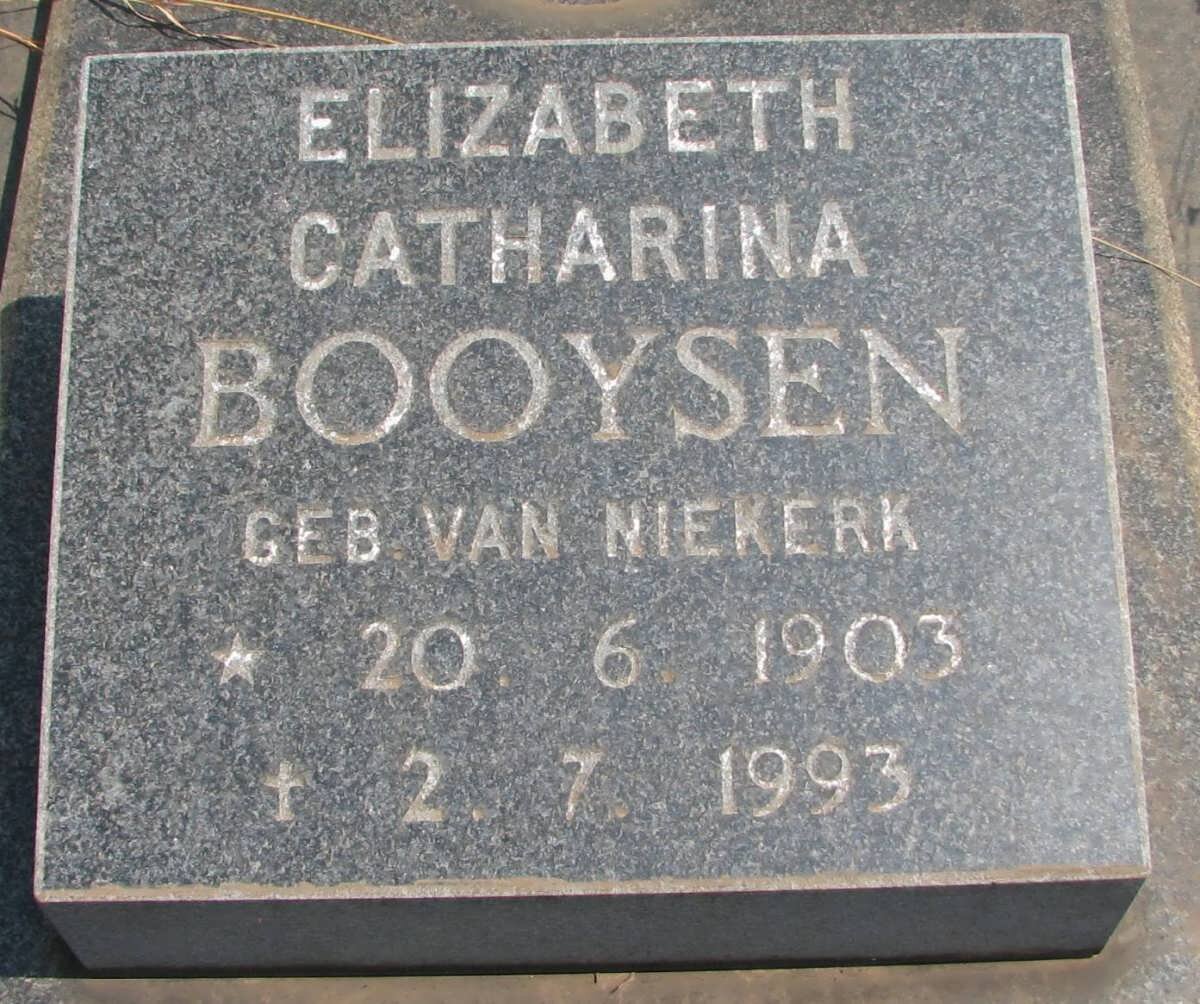 ELIZABETH
CATHARINA
BOOYSEN
GEB. VAN NIEKERK
★ 20. 6. 1903
✝ 2. 7. 1993